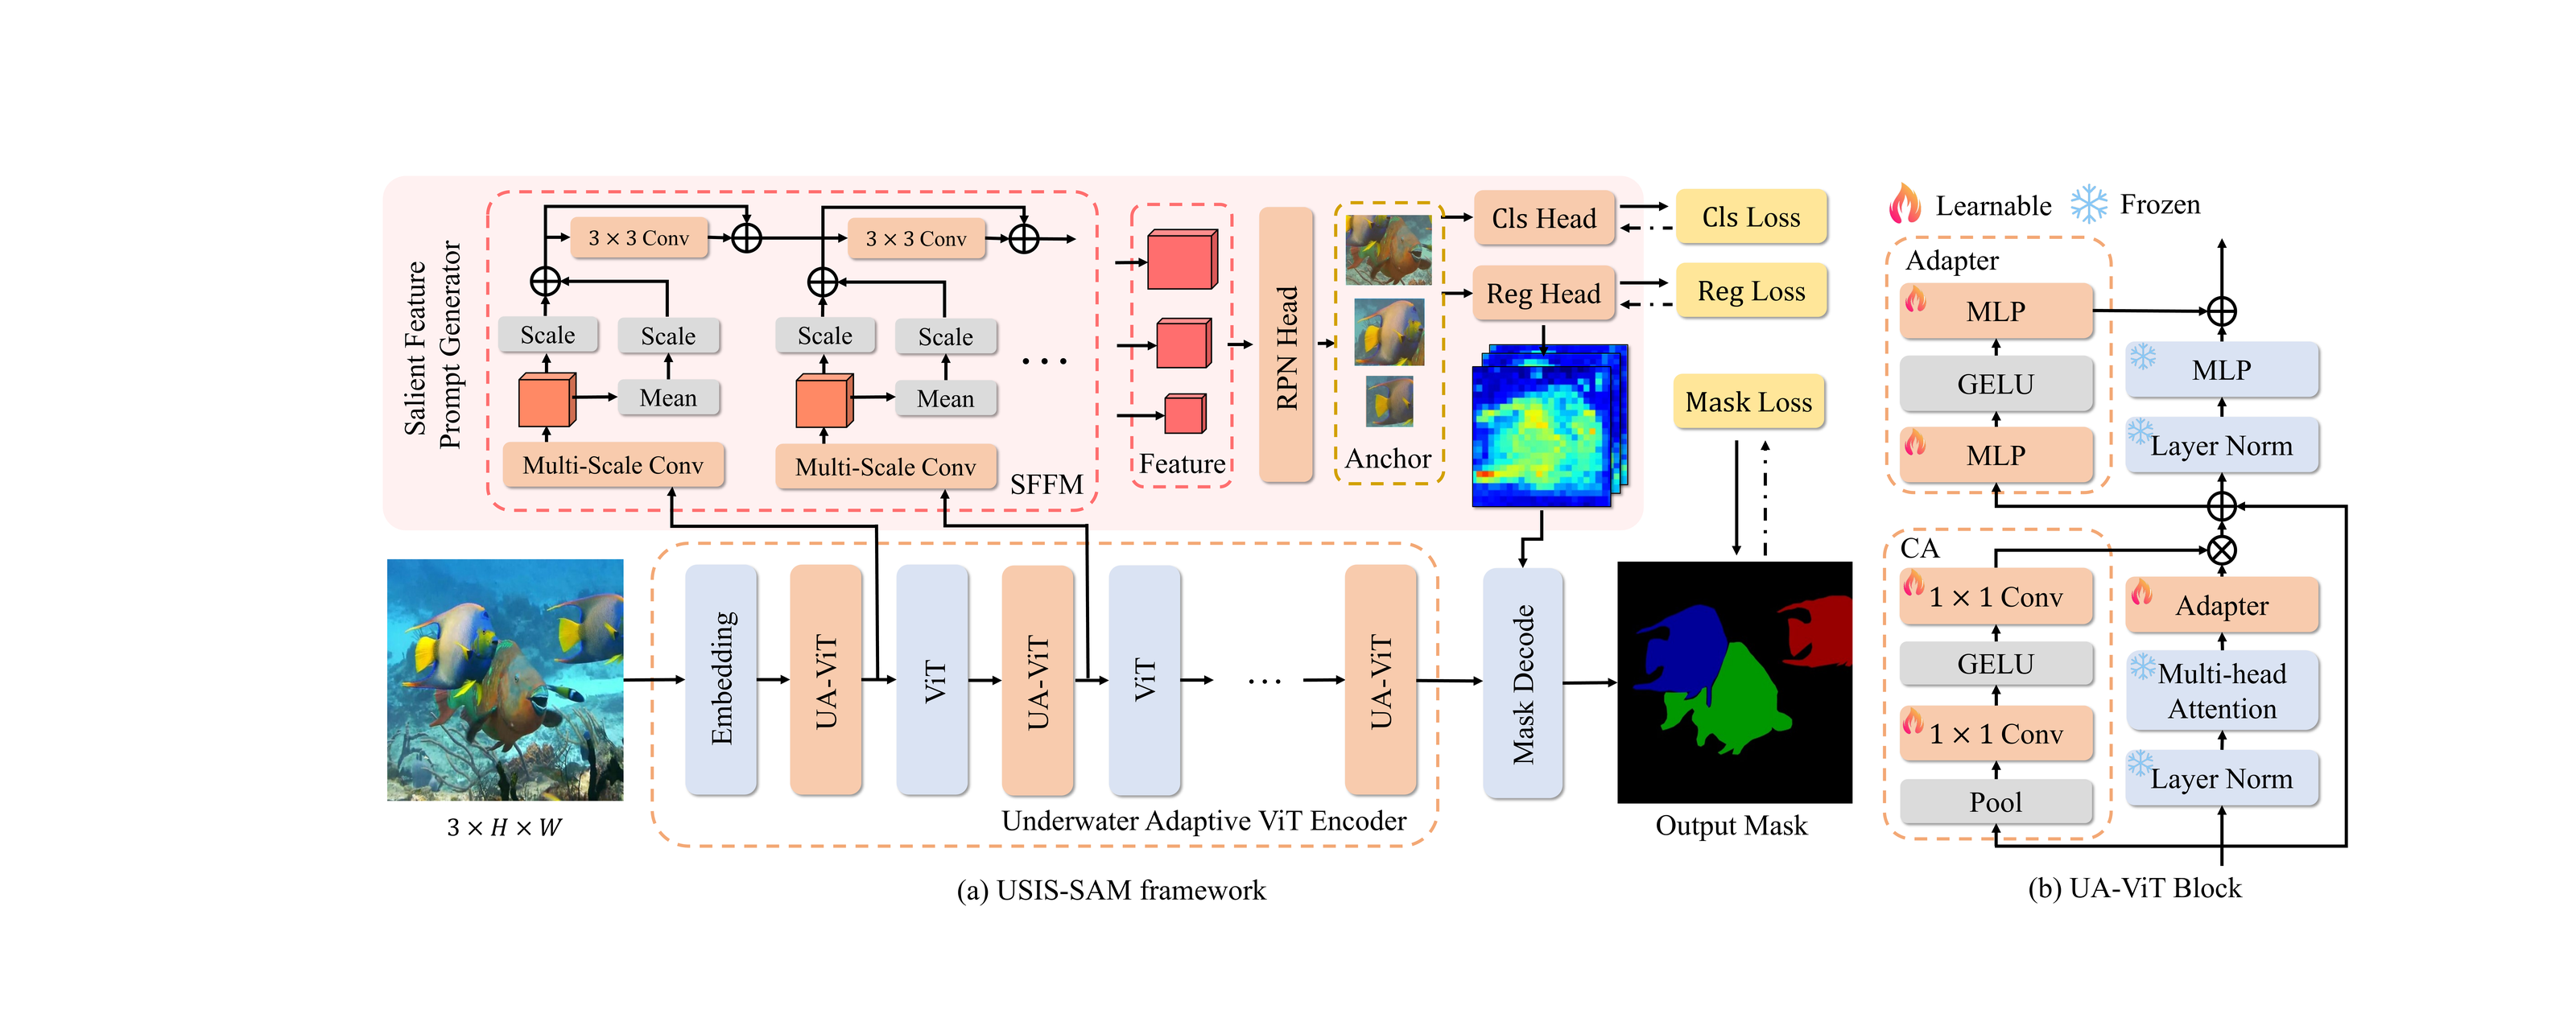 Salient Feature
Prompt Generator
3 × 3 Conv
3 × 3 Conv
Scale
Scale
Scale
Scale
Mean
Mean
Multi-Scale Conv
Multi-Scale Conv
SFFM
...
Feature
RPN Head
Anchor
Cls Head
Reg Head
Cls Loss
Reg Loss
Mask Loss
3 × H × W
Embedding
UA-ViT
ViT
UA-ViT
ViT
...
UA-ViT
Underwater Adaptive ViT Encoder
Mask Decode
Output Mask
(a) USIS-SAM framework
Learnable
Frozen
Adapter
MLP
GELU
MLP
MLP
Layer Norm
CA
1 × 1 Conv
GELU
1 × 1 Conv
Pool
Adapter
Multi-head
Attention
Layer Norm
(b) UA-ViT Block